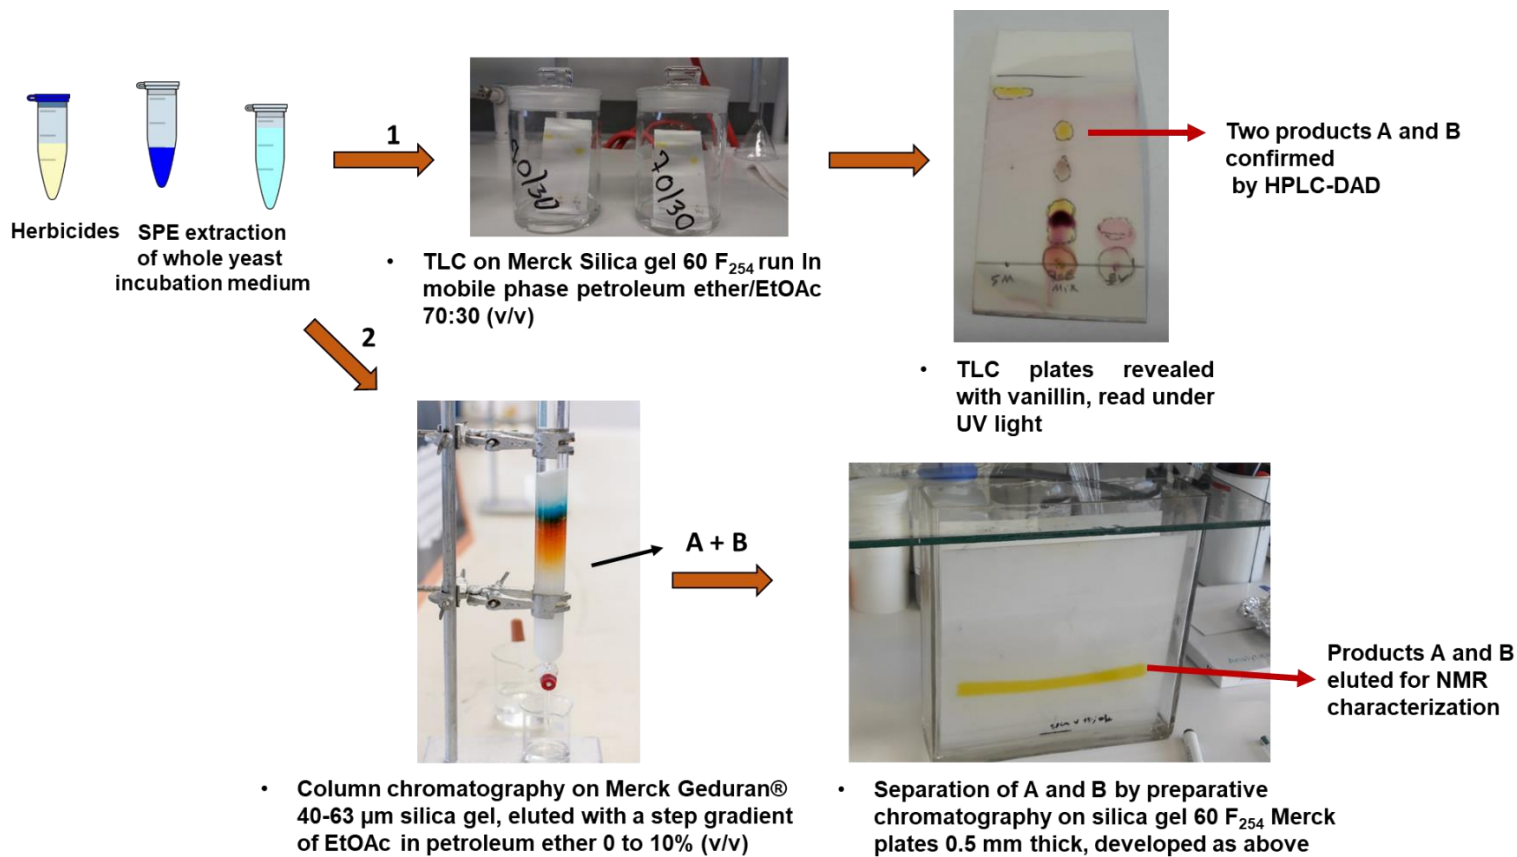 1
Two products A and B
confirmed
by HPLC-DAD
Herbicides
SPE extraction
of whole yeast
incubation medium
70/30
• TLC on Merck Silica gel 60 F254 run In
mobile phase petroleum ether/EtOAc
70:30 (v/v)
SM
Mix
2
• TLC plates revealed
with vanillin, read under
UV light
A + B
Products A and B
eluted for NMR
characterization
• Column chromatography on Merck Geduran®
40-63 µm silica gel, eluted with a step gradient
of EtOAc in petroleum ether 0 to 10% (v/v)
• Separation of A and B by preparative
chromatography on silica gel 60 F254 Merck
plates 0.5 mm thick, developed as above